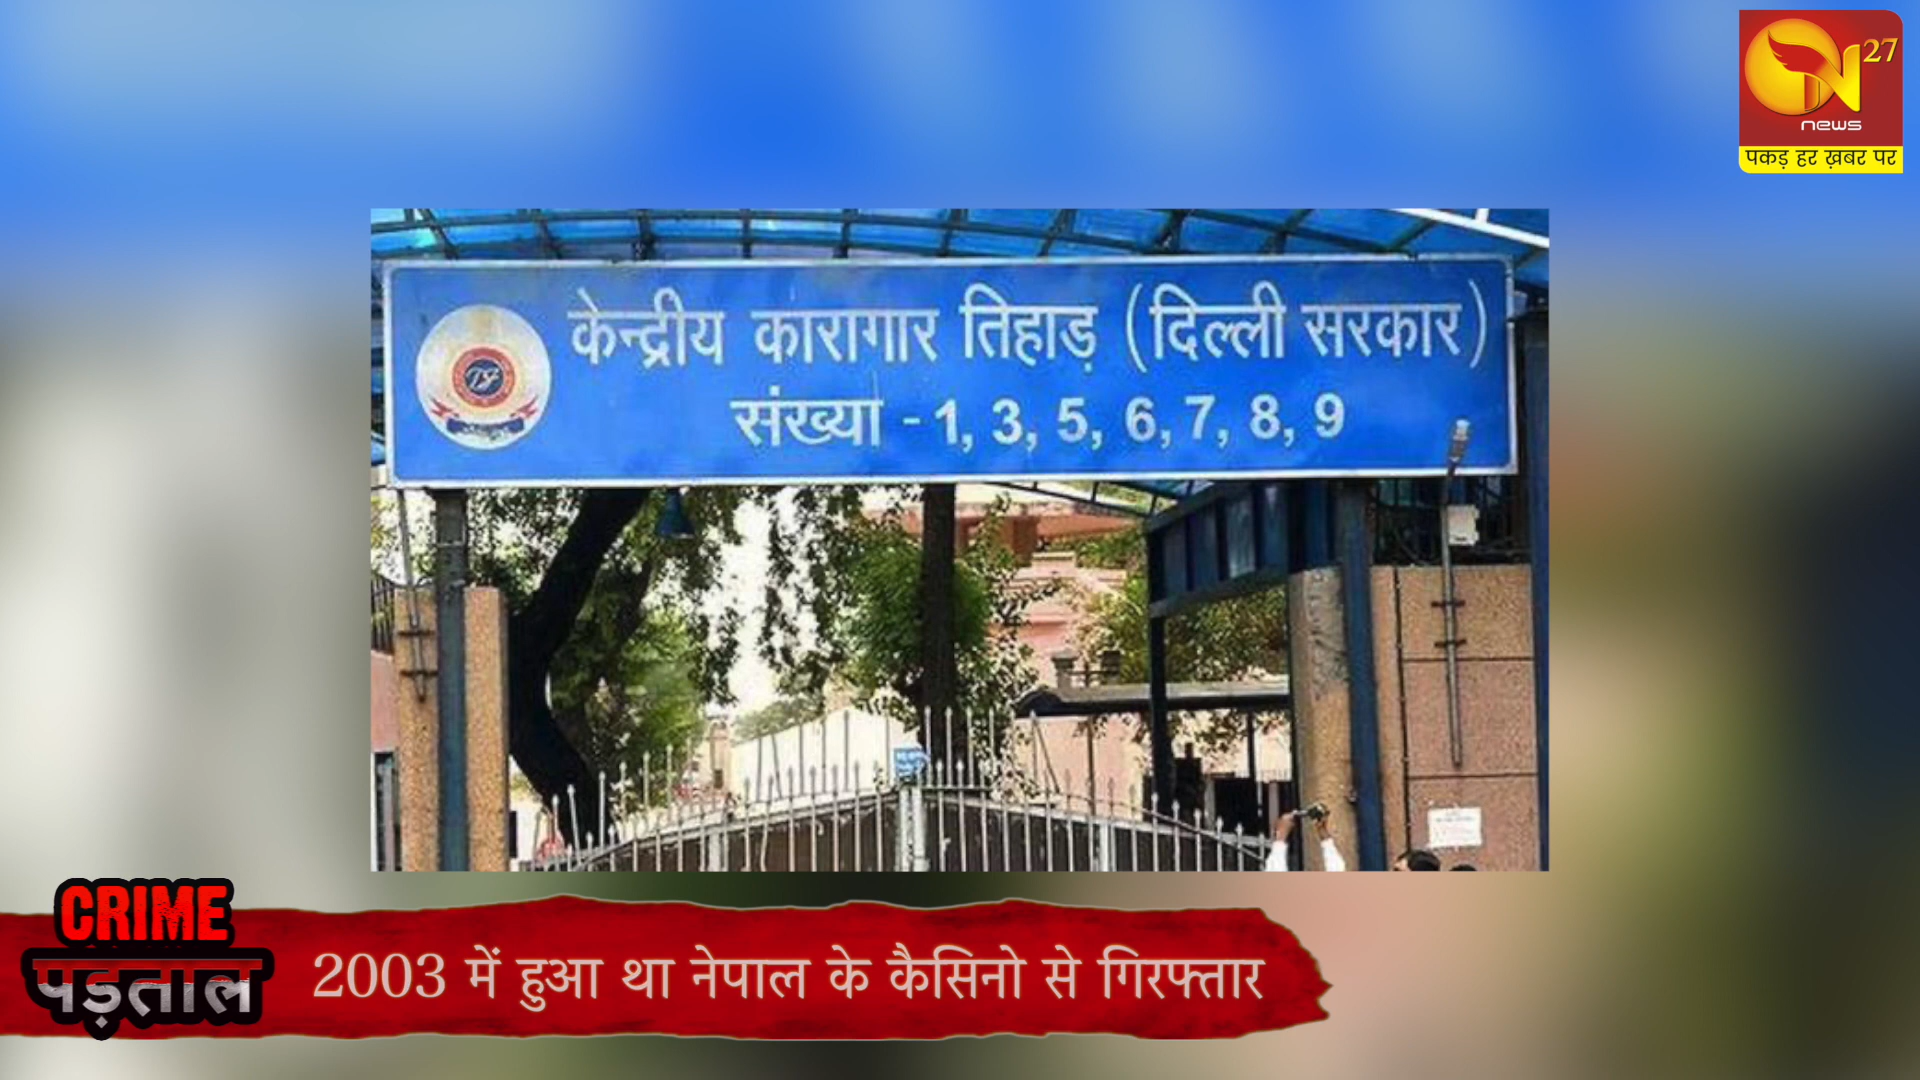 27
news
पकड़ हर ख़बर पर
केन्द्रीय कारागार तिहाड़ (दिल्ली सरकार)
संख्या - 1, 3, 5, 6, 7, 8, 9
CRIME
पड़ताल
2003 में हुआ था नेपाल के कैसिनो से गिरफ्तार